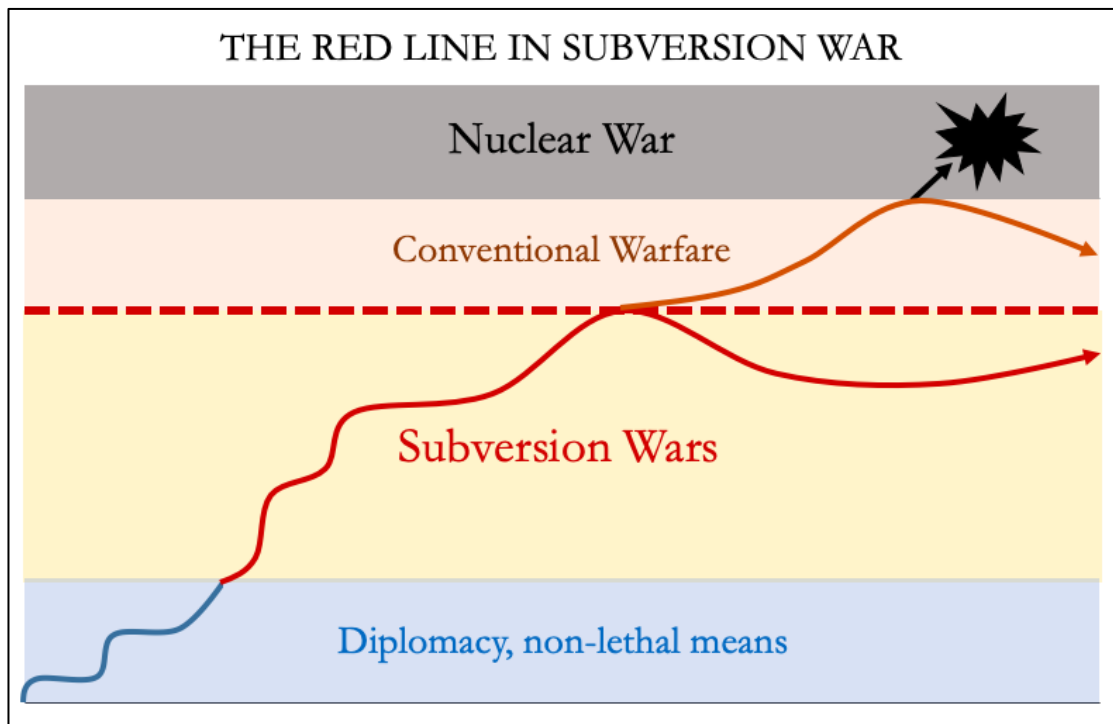 THE RED LINE IN SUBVERSION WAR
Nuclear War
Conventional Warfare
Subversion Wars
Diplomacy, non-lethal means